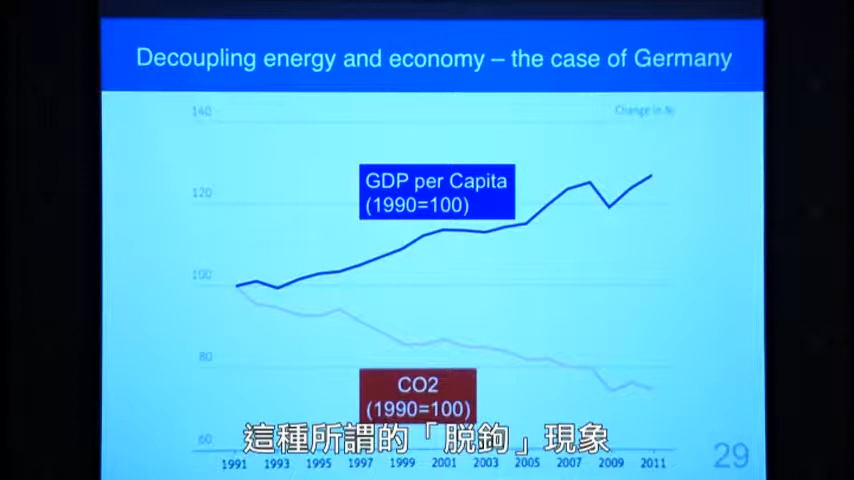 Decoupling energy and economy – the case of Germany
140
Change in %
GDP per Capita
(1990=100)
120
100
80
CO2
(1990=100)
60
1991 1993 1995 1997 1999 2001 2003 2005 2007 2009 2011
29
這種所謂的「脫鉤」現象